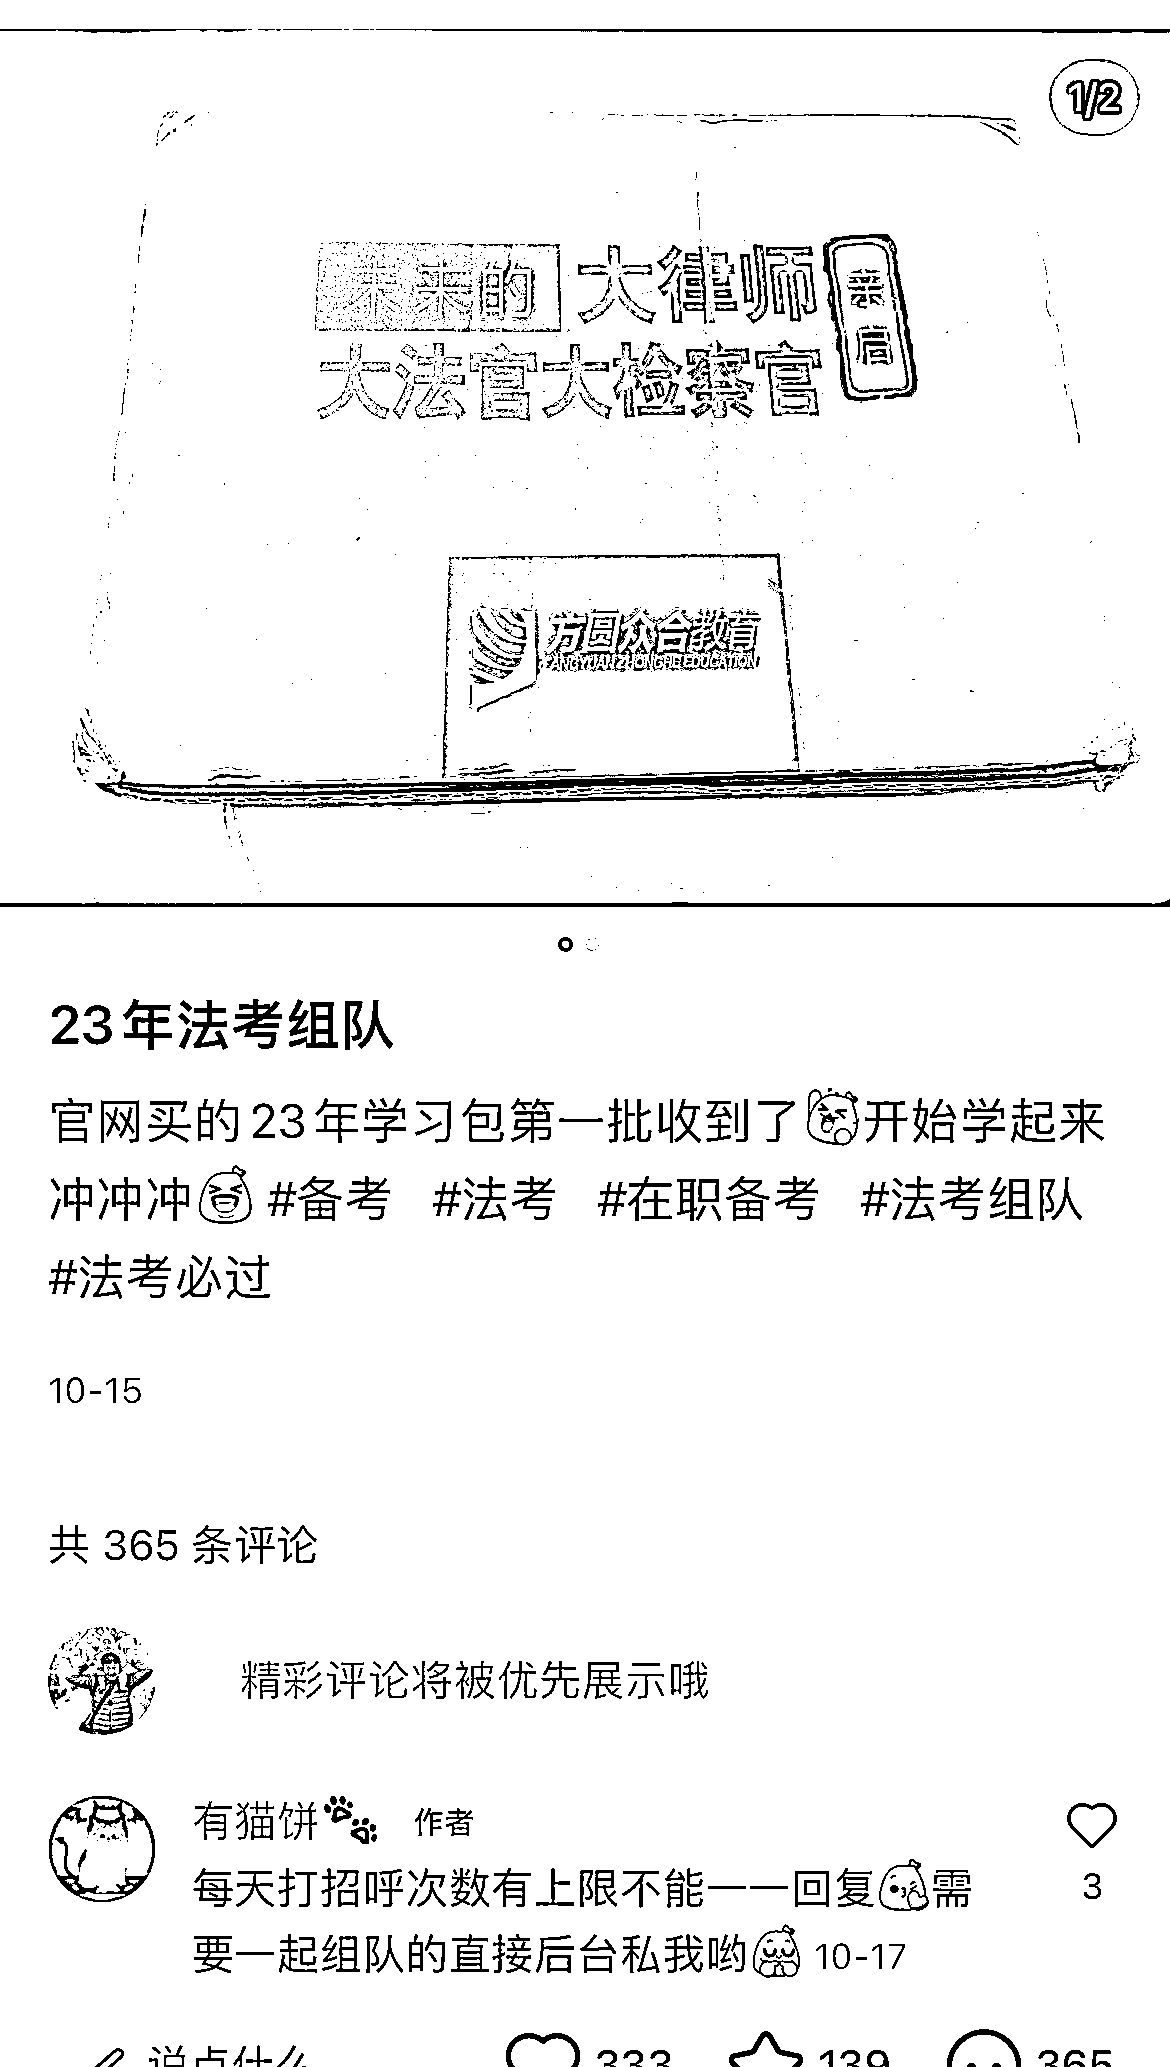 1/2
未来的 大律师
大法官大检察官
亲启
方圆众合教育
FANGYUAN ZHONGHE EDUCATION
23年法考组队
官网买的23年学习包第一批收到了开始学起来
冲冲冲 #备考 #法考 #在职备考 #法考组队
#法考必过
10-15
共 365 条评论
精彩评论将被优先展示哦
有猫饼🐾 作者
每天打招呼次数有上限不能一一回复需
3
要一起组队的直接后台私我哟 10-17
说点什么 333 139 365